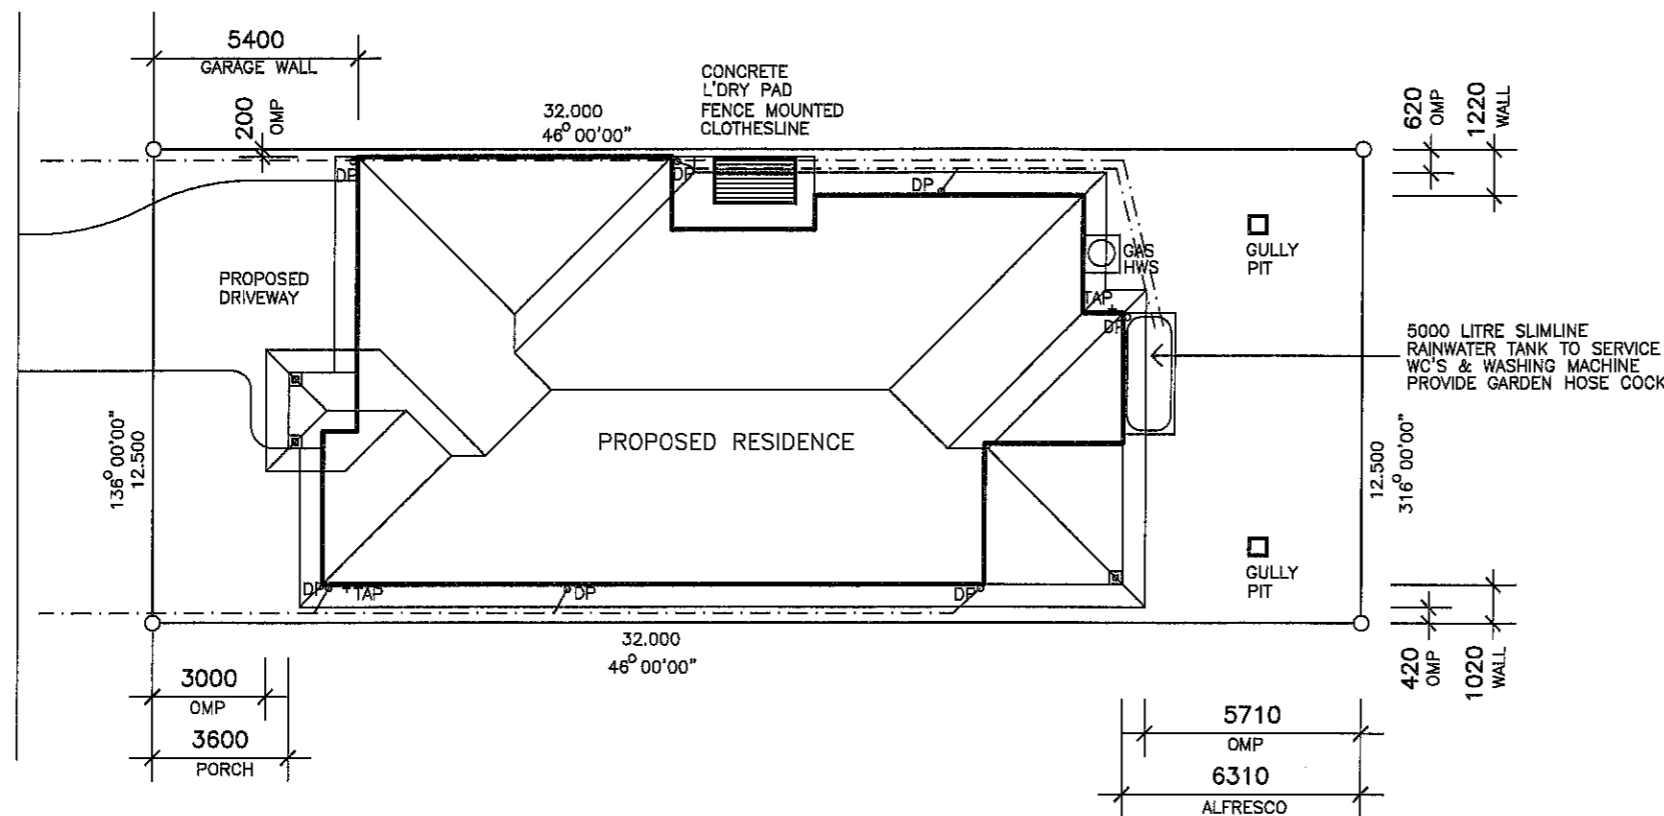 5400
GARAGE WALL
200
OMP
32.000
46° 00'00"
CONCRETE
L'DRY PAD
FENCE MOUNTED
CLOTHESLINE
620
OMP
1220
WALL
DP
DP
DP
PROPOSED
DRIVEWAY
GAS
HWS
TAP
DP
GULLY
PIT
5000 LITRE SLIMLINE
RAINWATER TANK TO SERVICE
WC'S & WASHING MACHINE
PROVIDE GARDEN HOSE COCK
136° 00'00"
12.500
PROPOSED RESIDENCE
12.500
316° 00'00"
GULLY
PIT
DP
TAP
DP
DP
32.000
46° 00'00"
420
OMP
1020
WALL
3000
OMP
3600
PORCH
5710
OMP
6310
ALFRESCO